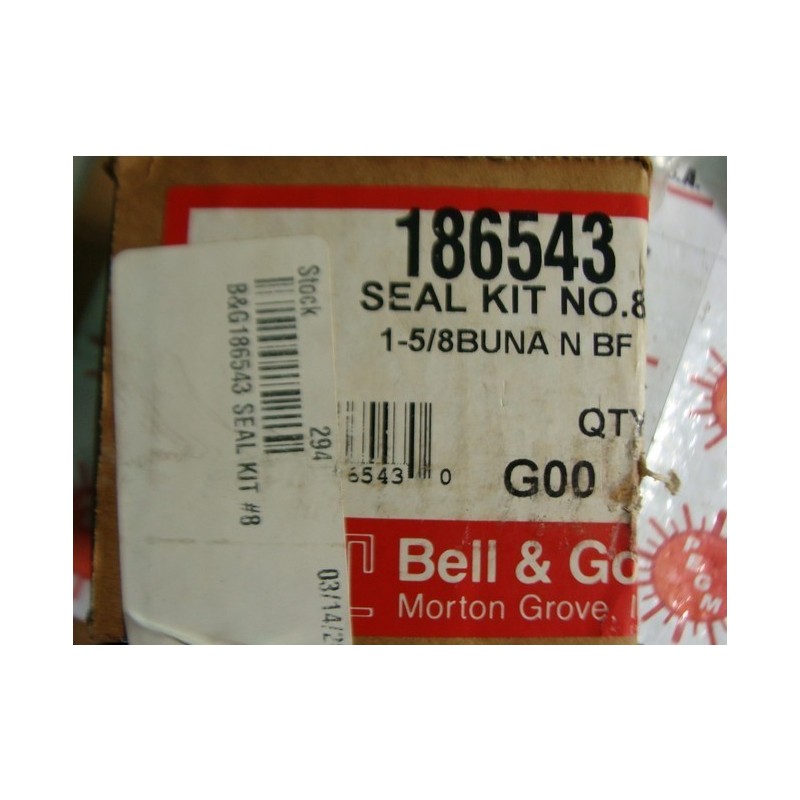 186543
SEAL KIT NO.8
1-5/8BUNA N BF
QTY
6543 0
G00
Bell & Go
Morton Grove, I
Stock
294
03/14/2
B&G186543 SEAL KIT #8
.A.
PBGM